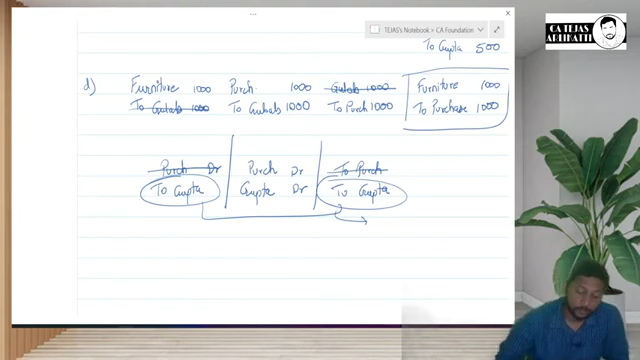 ...
x
TEJAS's Notebook > CA Foundation
CA TEJAS
ARLIKATTI
To Gupta 500
d) Furniture 1000 Purch 1000 Gulab 1000 Furniture 1000
To Gulab 1000 To Gulab 1000 To Purch 1000 To Purchase 1000
Purch Dr Purch Dr To Purch
To Gupta Gupta Dr To Gupta